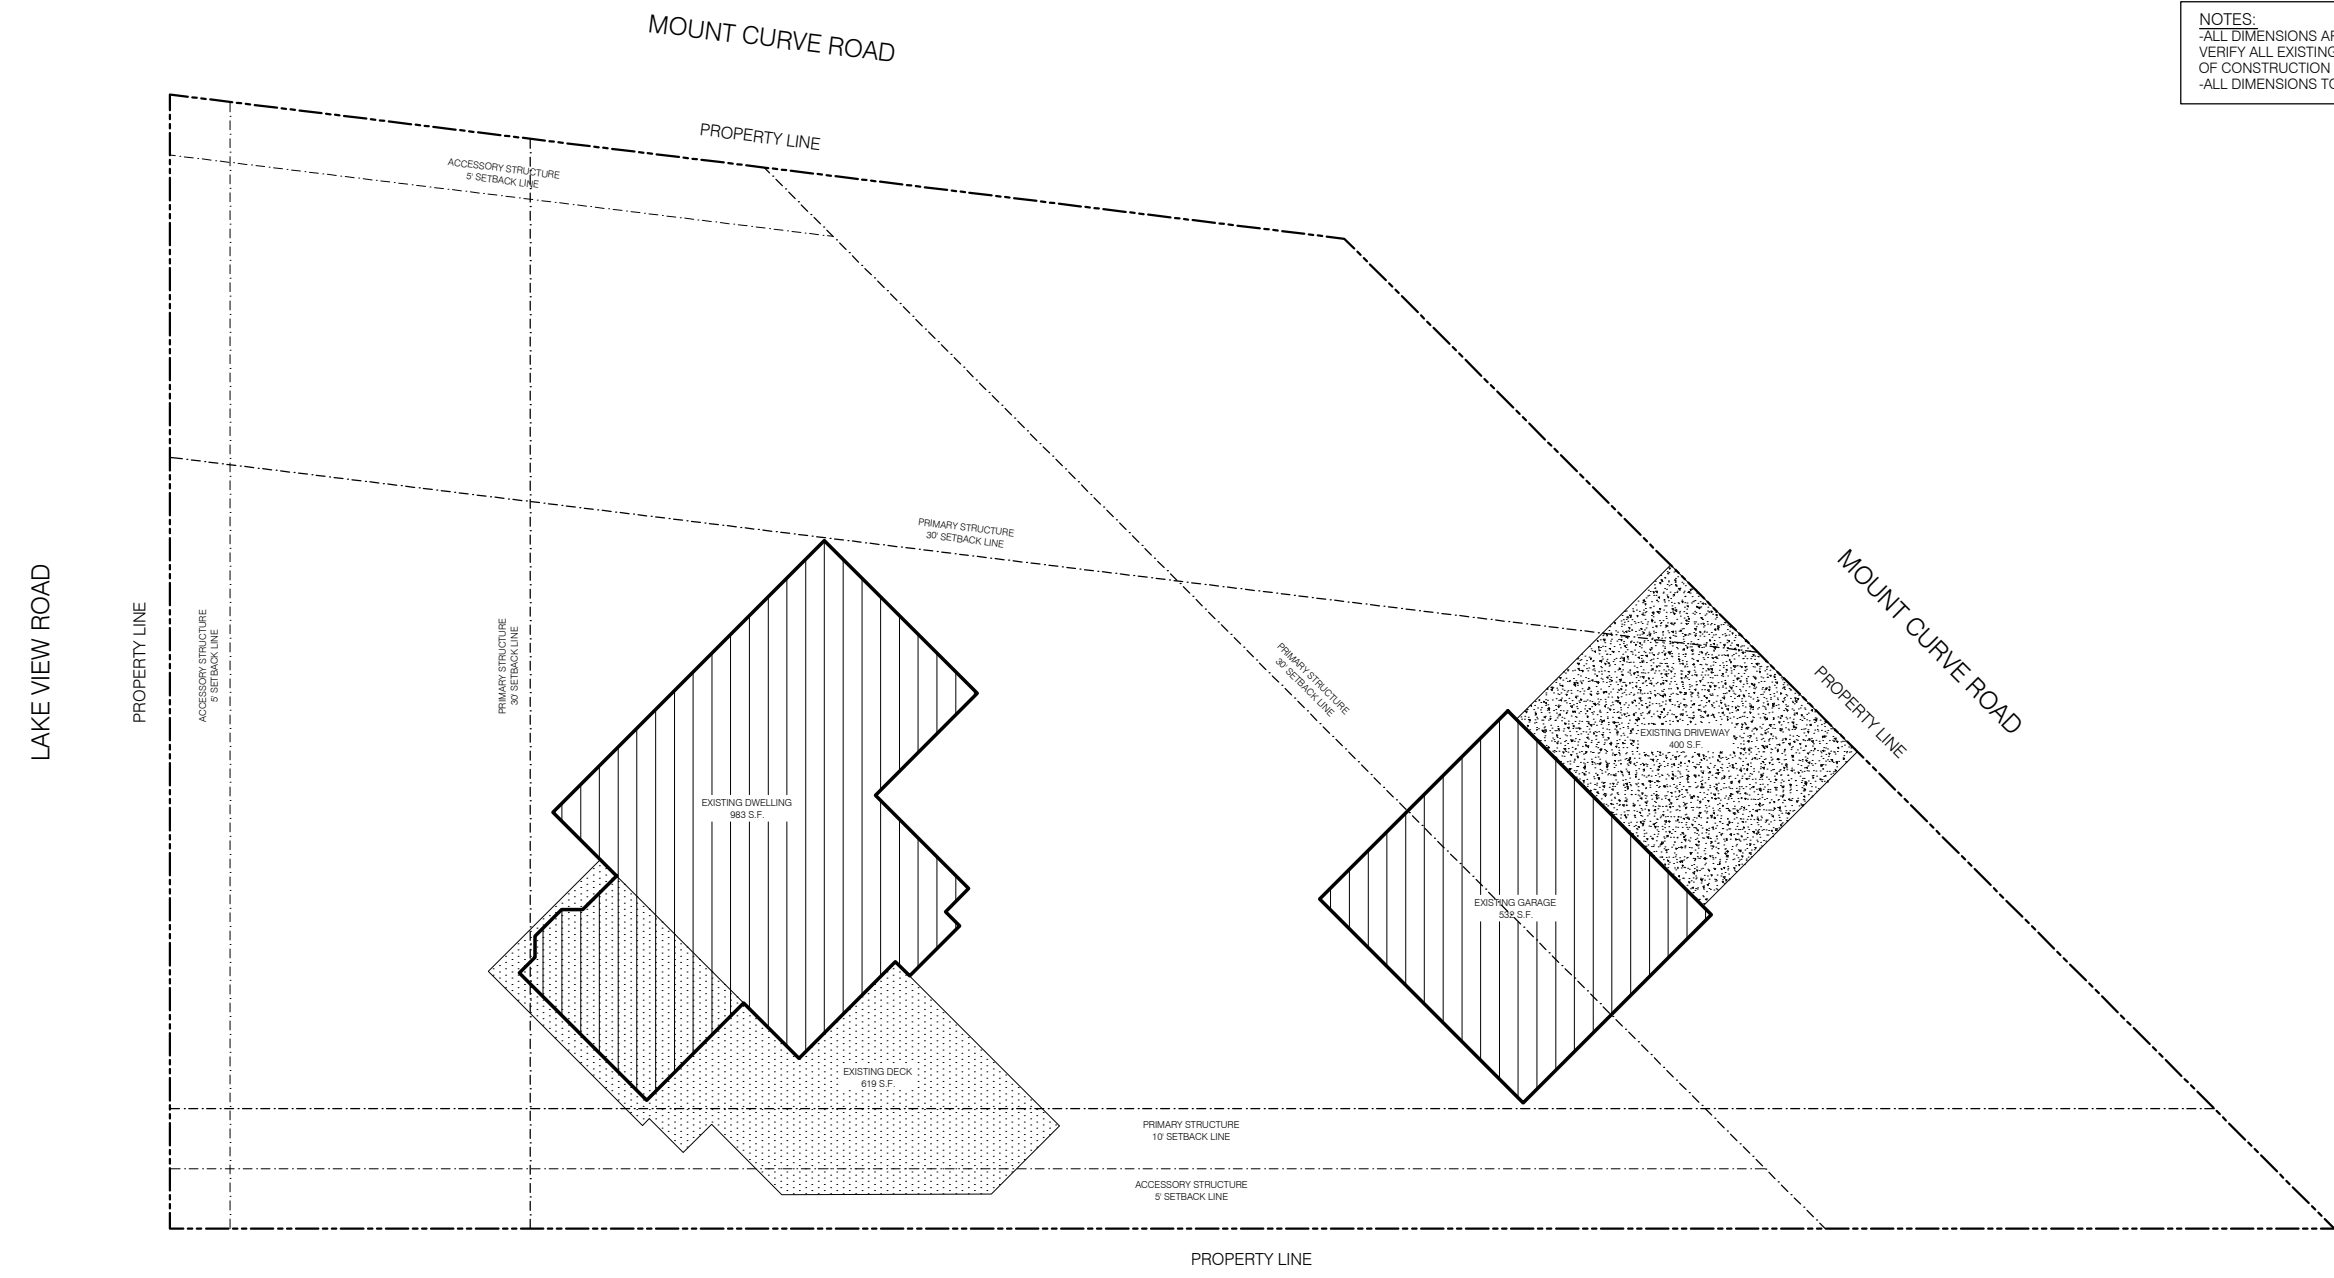 MOUNT CURVE ROAD
NOTES:
-ALL DIMENSIONS
VERIFY ALL EXISTING
OF CONSTRUCTION
-ALL DIMENSIONS
PROPERTY LINE
ACCESSORY STRUCTURE
5' SETBACK LINE
PRIMARY STRUCTURE
30' SETBACK LINE
LAKE VIEW ROAD
PROPERTY LINE
ACCESSORY STRUCTURE
5' SETBACK LINE
PRIMARY STRUCTURE
30' SETBACK LINE
PRIMARY STRUCTURE
30' SETBACK LINE
MOUNT CURVE ROAD
PROPERTY LINE
EXISTING DRIVEWAY
400 S.F.
EXISTING DWELLING
983 S.F.
EXISTING GARAGE
532 S.F.
EXISTING DECK
619 S.F.
PRIMARY STRUCTURE
10' SETBACK LINE
ACCESSORY STRUCTURE
5' SETBACK LINE
PROPERTY LINE